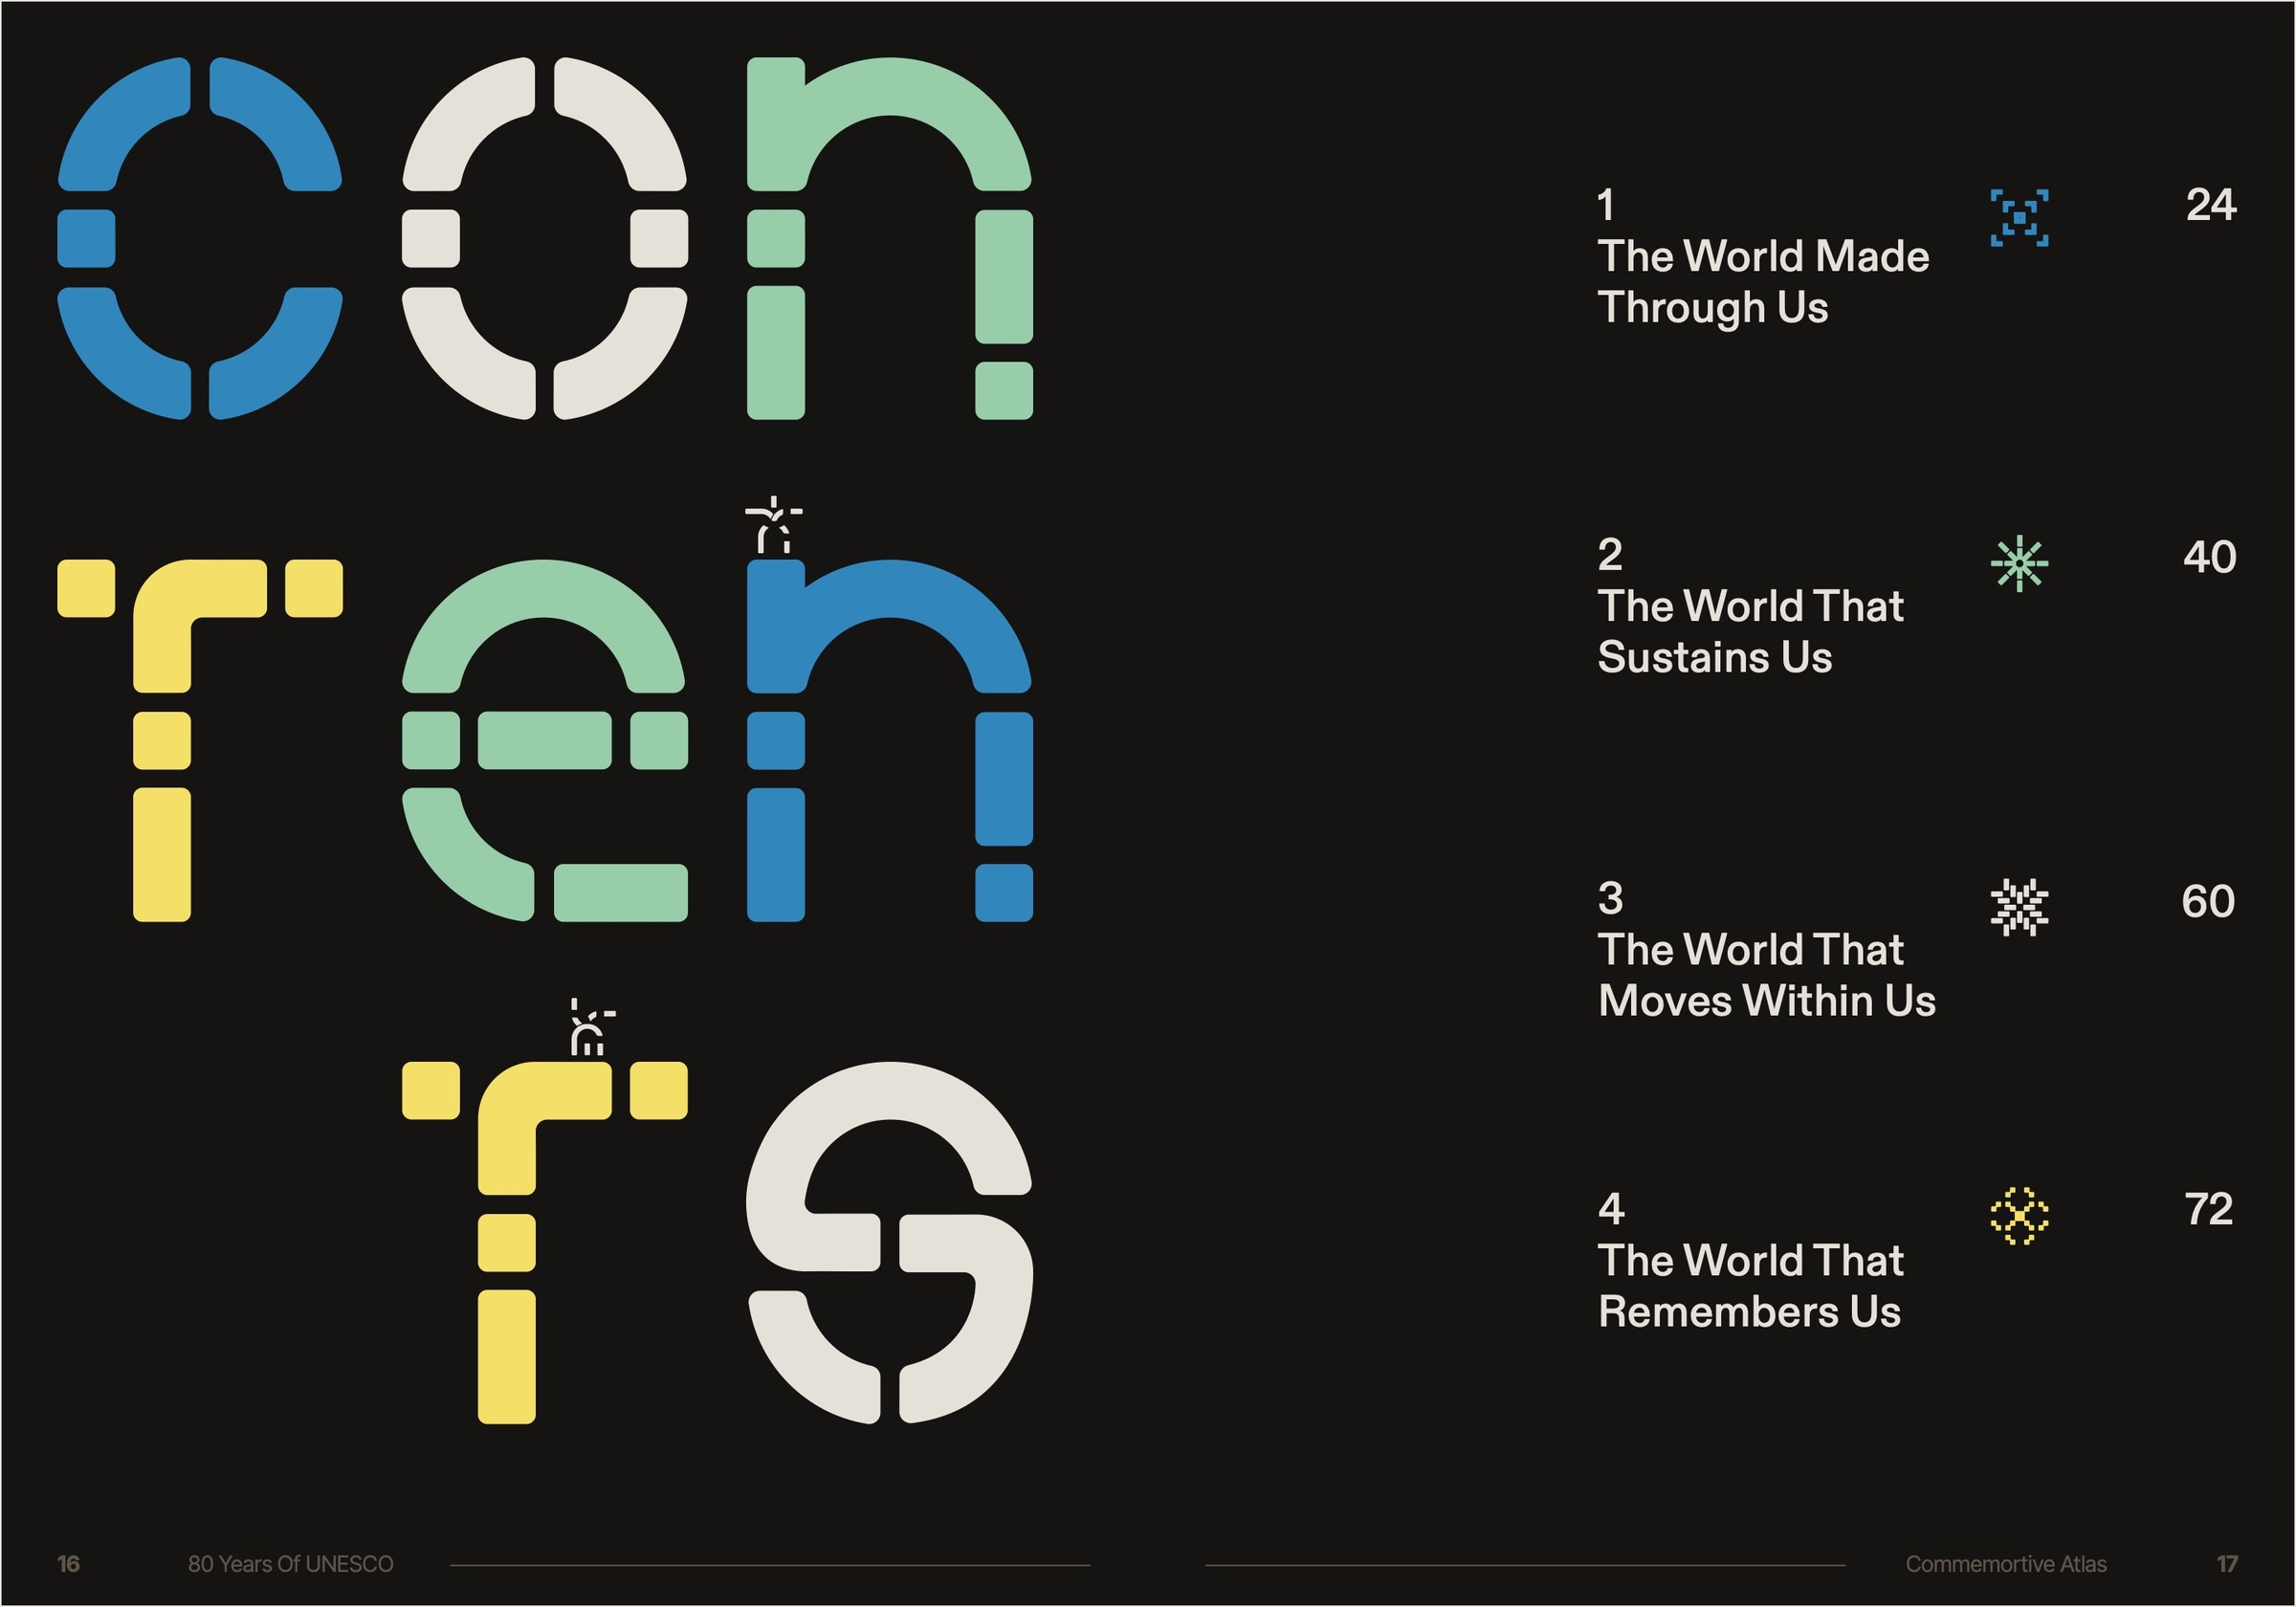 con
ten
ts
1
24
The World Made
Through Us
2
40
The World That
Sustains Us
3
60
The World That
Moves Within Us
4
72
The World That
Remembers Us
16
80 Years Of UNESCO
Commemortive Atlas
17